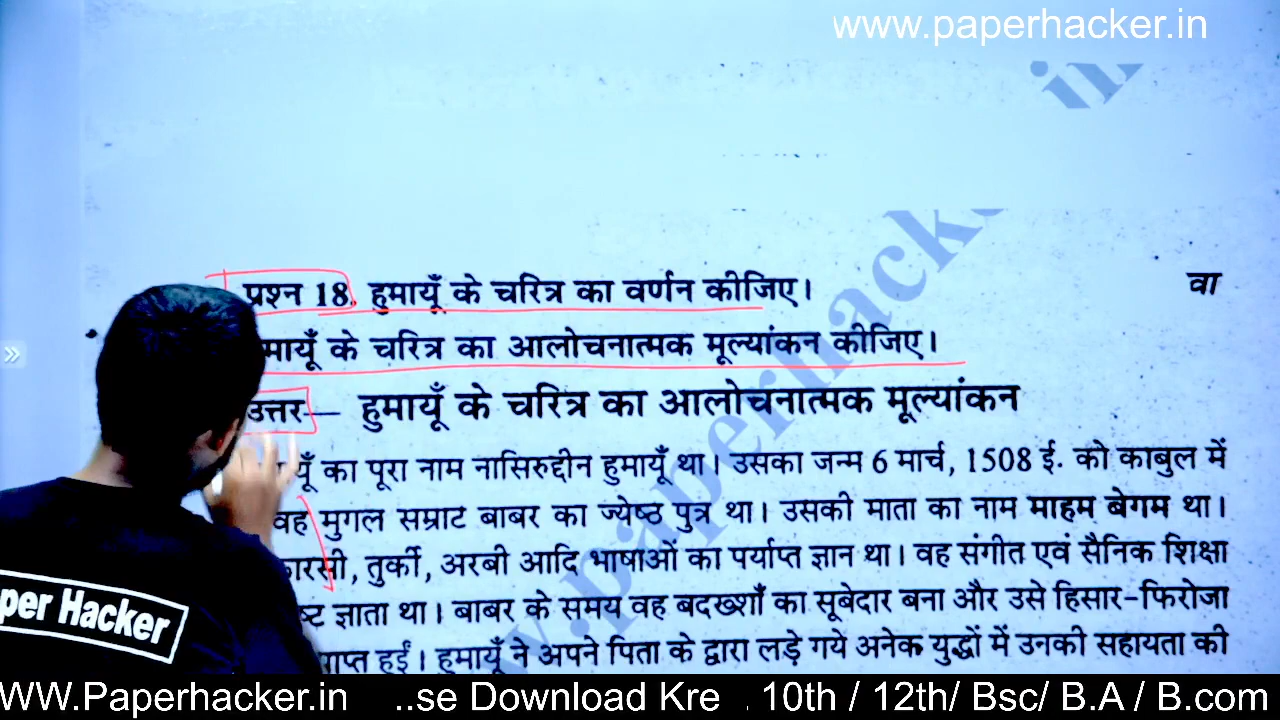 www.paperhacker.in
प्रश्न 18. हुमायूँ के चरित्र का वर्णन कीजिए। वा
मायूँ के चरित्र का आलोचनात्मक मूल्यांकन कीजिए।
उत्तर— हुमायूँ के चरित्र का आलोचनात्मक मूल्यांकन
यूँ का पूरा नाम नासिरुद्दीन हुमायूँ था। उसका जन्म 6 मार्च, 1508 ई. को काबुल में
वह मुगल सम्राट बाबर का ज्येष्ठ पुत्र था। उसकी माता का नाम माहम बेगम था।
फारसी, तुर्की, अरबी आदि भाषाओं का पर्याप्त ज्ञान था। वह संगीत एवं सैनिक शिक्षा
ष्ट ज्ञाता था। बाबर के समय वह बदख्शाँ का सूबेदार बना और उसे हिसार-फिरोजा
प्राप्त हुईं। हुमायूँ ने अपने पिता के द्वारा लड़े गये अनेक युद्धों में उनकी सहायता की
w.paperhack
in
per Hacker
WW.Paperhacker.in ..se Download Kre . 10th / 12th/ Bsc/ B.A / B.com